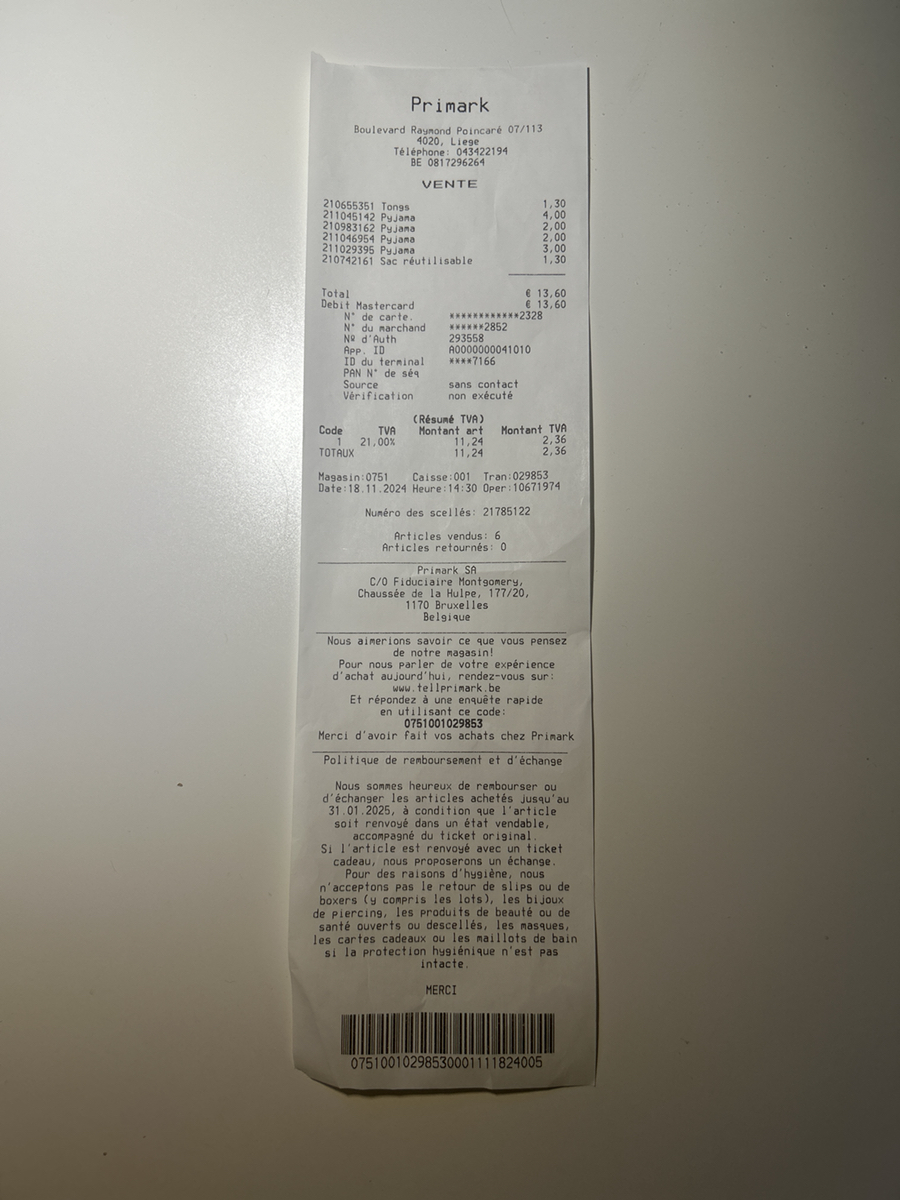 Primark
Boulevard Raymond Poincaré 07/113
4020, Liege
Téléphone: 043422194
BE 0817296264
VENTE
210655351 Tongs 1,30
211045142 Pyjama 4,00
210983162 Pyjama 2,00
211046954 Pyjama 2,00
211029395 Pyjama 3,00
210742161 Sac réutilisable 1,30
Total € 13,60
Debit Mastercard € 13,60
N° de carte. ************2328
N° du marchand ******2852
Nº d'Auth 293558
App. ID A0000000041010
ID du terminal ****7166
PAN N° de séq
Source sans contact
Vérification non exécuté
(Résumé TVA)
Code TVA Montant art Montant TVA
1 21,00% 11,24 2,36
TOTAUX 11,24 2,36
Magasin:0751 Caisse:001 Tran:029853
Date:18.11.2024 Heure:14:30 Oper:10671974
Numéro des scellés: 21785122
Articles vendus: 6
Articles retournés: 0
Primark SA
C/O Fiduciaire Montgomery,
Chaussée de la Hulpe, 177/20,
1170 Bruxelles
Belgique
Nous aimerions savoir ce que vous pensez
de notre magasin!
Pour nous parler de votre expérience
d'achat aujourd'hui, rendez-vous sur:
www.tellprimark.be
Et répondez à une enquête rapide
en utilisant ce code:
0751001029853
Merci d'avoir fait vos achats chez Primark
Politique de remboursement et d'échange
Nous sommes heureux de rembourser ou
d'échanger les articles achetés jusqu'au
31.01.2025, à condition que l'article
soit renvoyé dans un état vendable,
accompagné du ticket original.
Si l'article est renvoyé avec un ticket
cadeau, nous proposerons un échange.
Pour des raisons d'hygiène, nous
n'acceptons pas le retour de slips ou de
boxers (y compris les lots), les bijoux
de piercing, les produits de beauté ou de
santé ouverts ou descellés, les masques,
les cartes cadeaux ou les maillots de bain
si la protection hygiénique n'est pas
intacte.
MERCI
07510010298530001111824005